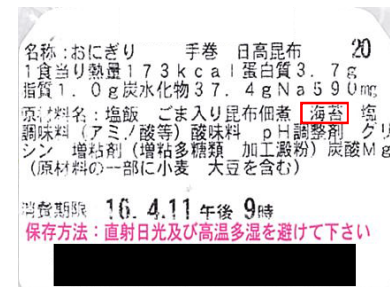 名称:おにぎり 手巻 日高昆布 20
1食当り熱量173kcal蛋白質3.7g
脂質1.0g炭水化物37.4gNa590mg
原材料名:塩飯 ごま入り昆布佃煮 海苔 塩
調味料(アミノ酸等)酸味料 pH調整剤 グリ
シン 増粘剤(増粘多糖類 加工澱粉)炭酸Mg
(原材料の一部に小麦 大豆を含む)
消費期限 16.4.11午後9時
保存方法:直射日光及び高温多湿を避けて下さい